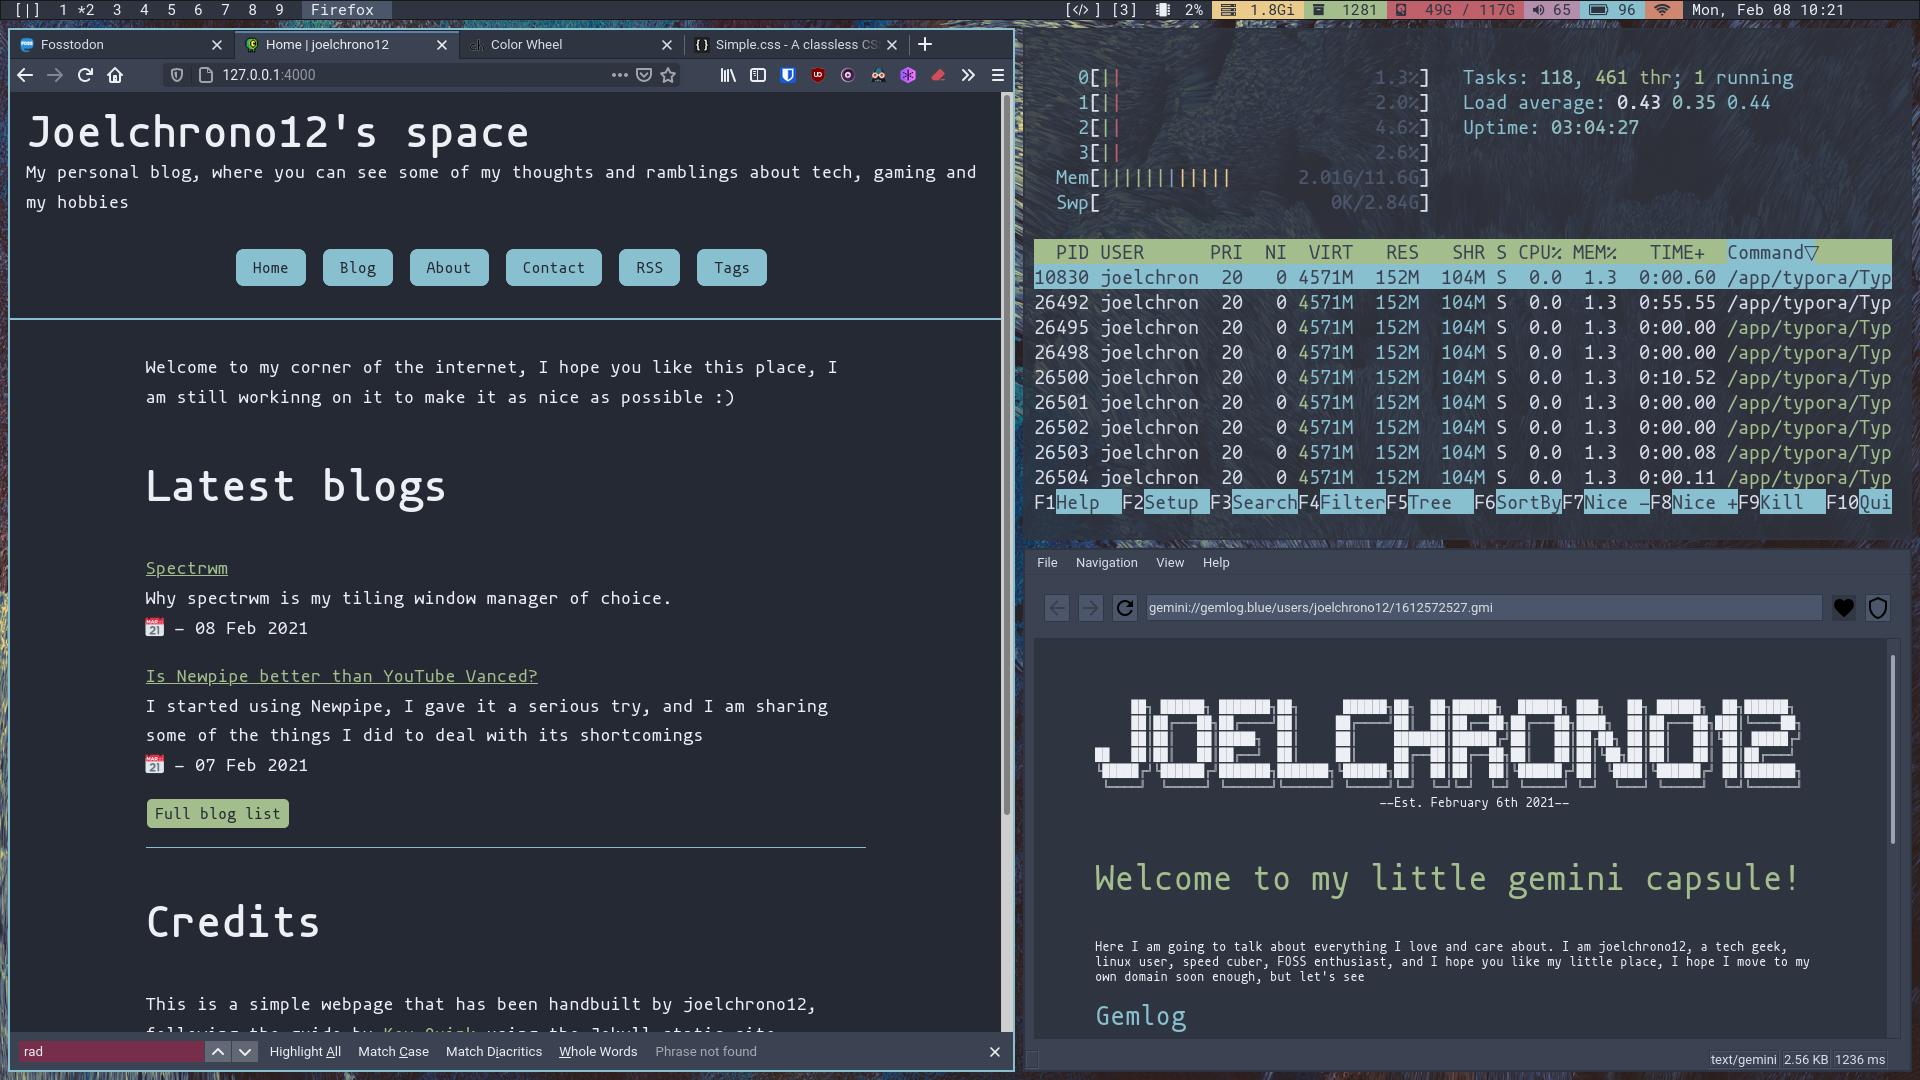 [|] 1 *2 3 4 5 6 7 8 9 Firefox
[</> ] [3] 2% 1.8Gi 1281 49G / 117G 65 96 Mon, Feb 08 10:21
Fosstodon
Home | joelchrono12
Color Wheel
Simple.css - A classless CS
127.0.0.1:4000
Joelchrono12's space
My personal blog, where you can see some of my thoughts and ramblings about tech, gaming and
my hobbies
Home Blog About Contact RSS Tags
Welcome to my corner of the internet, I hope you like this place, I
am still workinng on it to make it as nice as possible :)
Latest blogs
Spectrwm
Why spectrwm is my tiling window manager of choice.
– 08 Feb 2021
Is Newpipe better than YouTube Vanced?
I started using Newpipe, I gave it a serious try, and I am sharing
some of the things I did to deal with its shortcomings
– 07 Feb 2021
Full blog list
Credits
This is a simple webpage that has been handbuilt by joelchrono12,
rad Highlight All Match Case Match Diacritics Whole Words Phrase not found
0[|| 1.3%]
1[|| 2.0%]
2[|| 4.6%]
3[|| 2.6%]
Mem[|||||||||||| 2.01G/11.6G]
Swp[ 0K/2.84G]
Tasks: 118, 461 thr; 1 running
Load average: 0.43 0.35 0.44
Uptime: 03:04:27
PID USER PRI NI VIRT RES SHR S CPU% MEM% TIME+ Command▽
10830 joelchron 20 0 4571M 152M 104M S 0.0 1.3 0:00.60 /app/typora/Typ
26492 joelchron 20 0 4571M 152M 104M S 0.0 1.3 0:55.55 /app/typora/Typ
26495 joelchron 20 0 4571M 152M 104M S 0.0 1.3 0:00.00 /app/typora/Typ
26498 joelchron 20 0 4571M 152M 104M S 0.0 1.3 0:00.00 /app/typora/Typ
26500 joelchron 20 0 4571M 152M 104M S 0.0 1.3 0:10.52 /app/typora/Typ
26501 joelchron 20 0 4571M 152M 104M S 0.0 1.3 0:00.00 /app/typora/Typ
26502 joelchron 20 0 4571M 152M 104M S 0.0 1.3 0:00.00 /app/typora/Typ
26503 joelchron 20 0 4571M 152M 104M S 0.0 1.3 0:00.08 /app/typora/Typ
26504 joelchron 20 0 4571M 152M 104M S 0.0 1.3 0:00.11 /app/typora/Typ
F1Help F2Setup F3SearchF4FilterF5Tree F6SortByF7Nice -F8Nice +F9Kill F10Qui
File Navigation View Help
gemini://gemlog.blue/users/joelchrono12/1612572527.gmi
JOELCHRONO12
--Est. February 6th 2021--
Welcome to my little gemini capsule!
Here I am going to talk about everything I love and care about. I am joelchrono12, a tech geek,
linux user, speed cuber, FOSS enthusiast, and I hope you like my little place, I hope I move to my
own domain soon enough, but let's see
Gemlog
text/gemini 2.56 KB 1236 ms